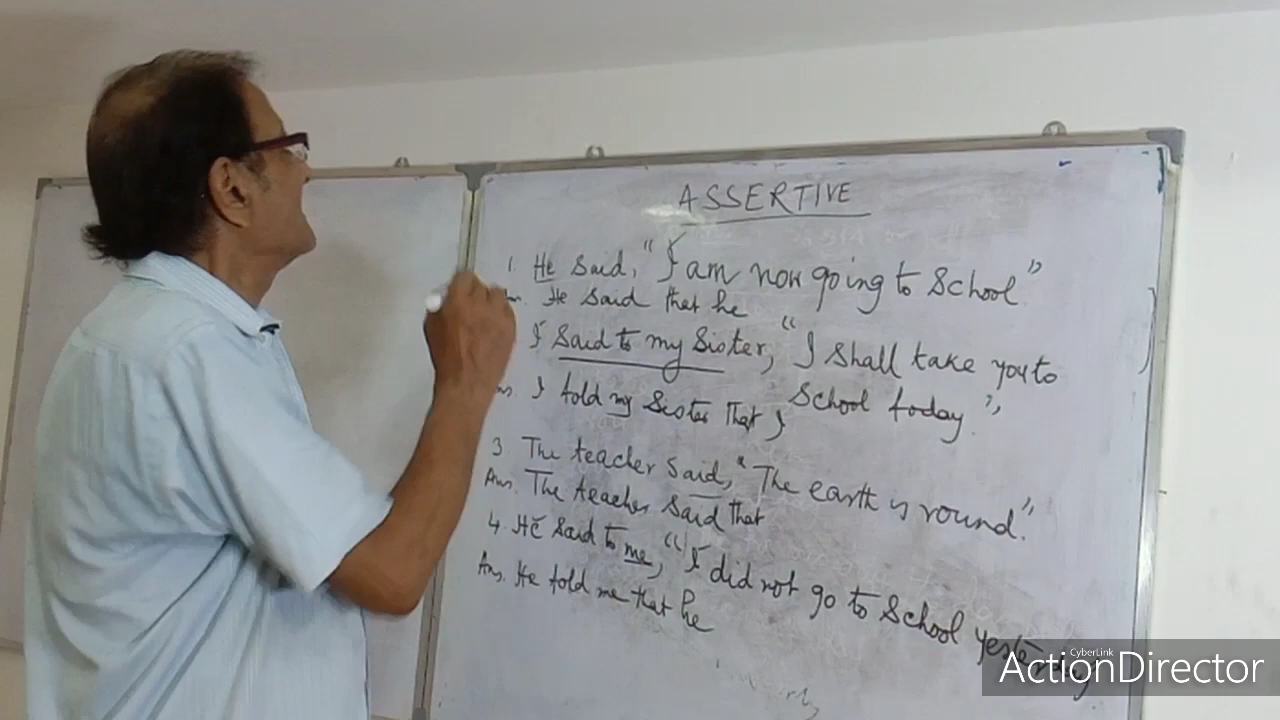 ASSERTIVE
1. He Said, "I am now going to School"
Ans. He Said that he
I Said to my Sister, "I shall take you to
School today",
Ans. I told my Sister that I
3 The teacher Said, "The earth is round".
Ans. The teacher Said that
4. He Said to me, "I did not go to School yesterday
Ans. He told me that he
CyberLink
ActionDirector